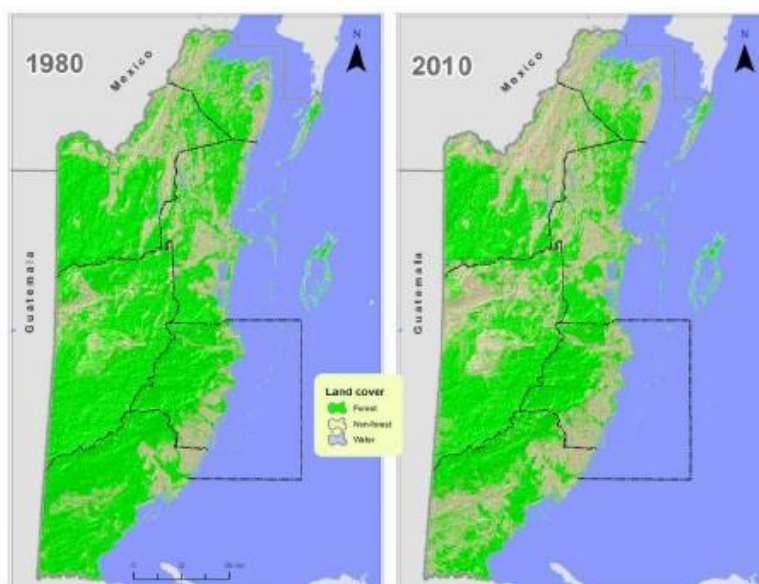 1980
Mexico
N
Guatemala
Land cover
Forest
Non-forest
Water
2010
Mexico
N
Guatemala